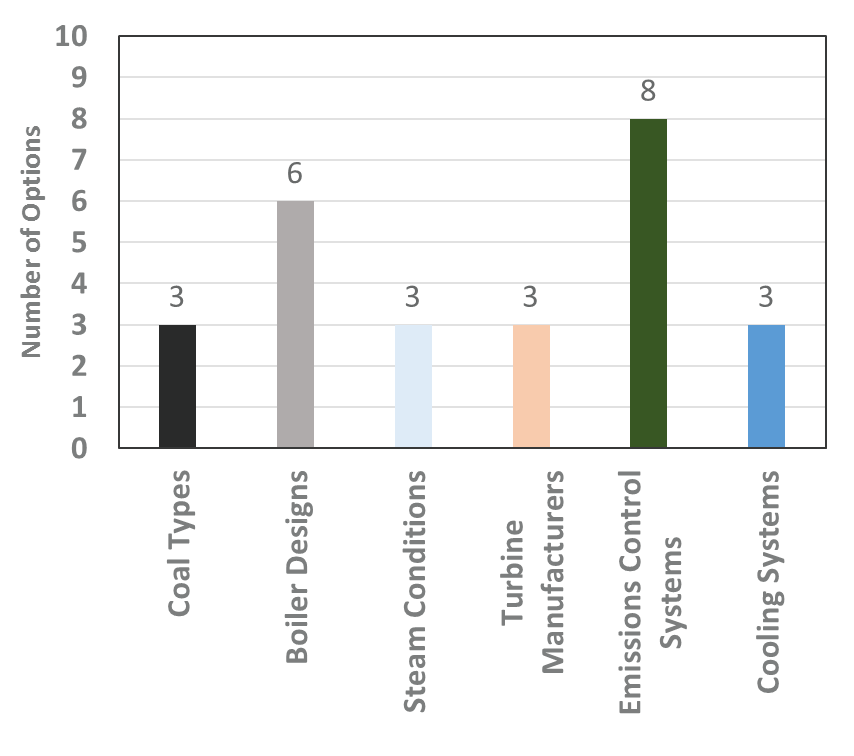 Number of Options
10
9
8
7
6
5
4
3
2
1
0
3
6
3
3
8
3
Coal Types
Boiler Designs
Steam Conditions
Turbine
Manufacturers
Emissions Control
Systems
Cooling Systems